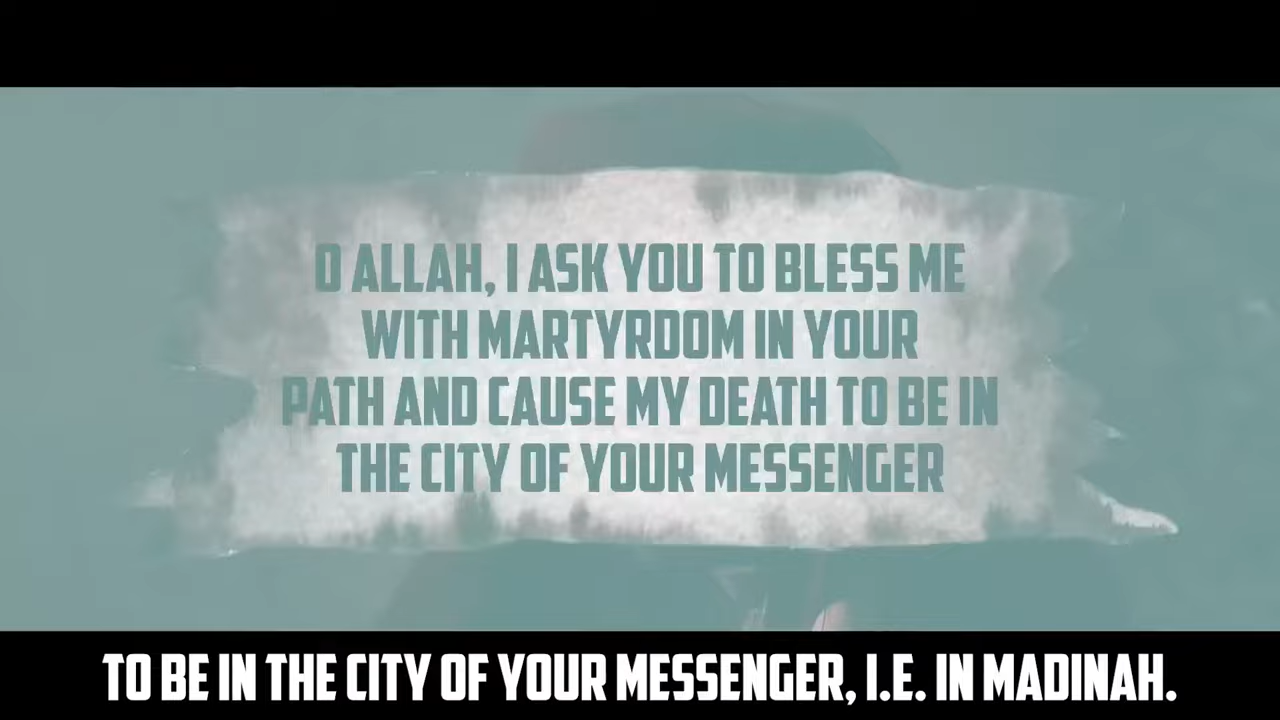 O ALLAH, I ASK YOU TO BLESS ME
WITH MARTYRDOM IN YOUR
PATH AND CAUSE MY DEATH TO BE IN
THE CITY OF YOUR MESSENGER
TO BE IN THE CITY OF YOUR MESSENGER, I.E. IN MADINAH.